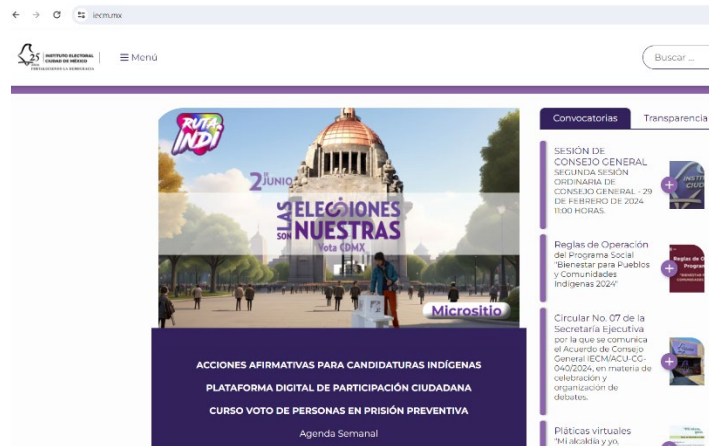 iecm.mx
25
INSTITUTO ELECTORAL
CIUDAD DE MÉXICO
Menú
Buscar ...
RUTA
INDI
2 DE JUNIO
LAS ELECCIONES
SON NUESTRAS
Vota CDMX
Micrositio
ACCIONES AFIRMATIVAS PARA CANDIDATURAS INDÍGENAS
PLATAFORMA DIGITAL DE PARTICIPACIÓN CIUDADANA
CURSO VOTO DE PERSONAS EN PRISIÓN PREVENTIVA
Agenda Semanal
Convocatorias
Transparencia
SESIÓN DE
CONSEJO GENERAL
SEGUNDA SESIÓN
ORDINARIA DE
CONSEJO GENERAL - 29
DE FEBRERO DE 2024
11:00 HORAS.
Reglas de Operación
del Programa Social
"Bienestar para Pueblos
y Comunidades
Indígenas 2024"
Circular No. 07 de la
Secretaría Ejecutiva
por la que se comunica
el Acuerdo de Consejo
General IECM/ACU-CG-
040/2024, en materia de
celebración y
organización de
debates.
Pláticas virtuales
"Mi alcaldía y yo,